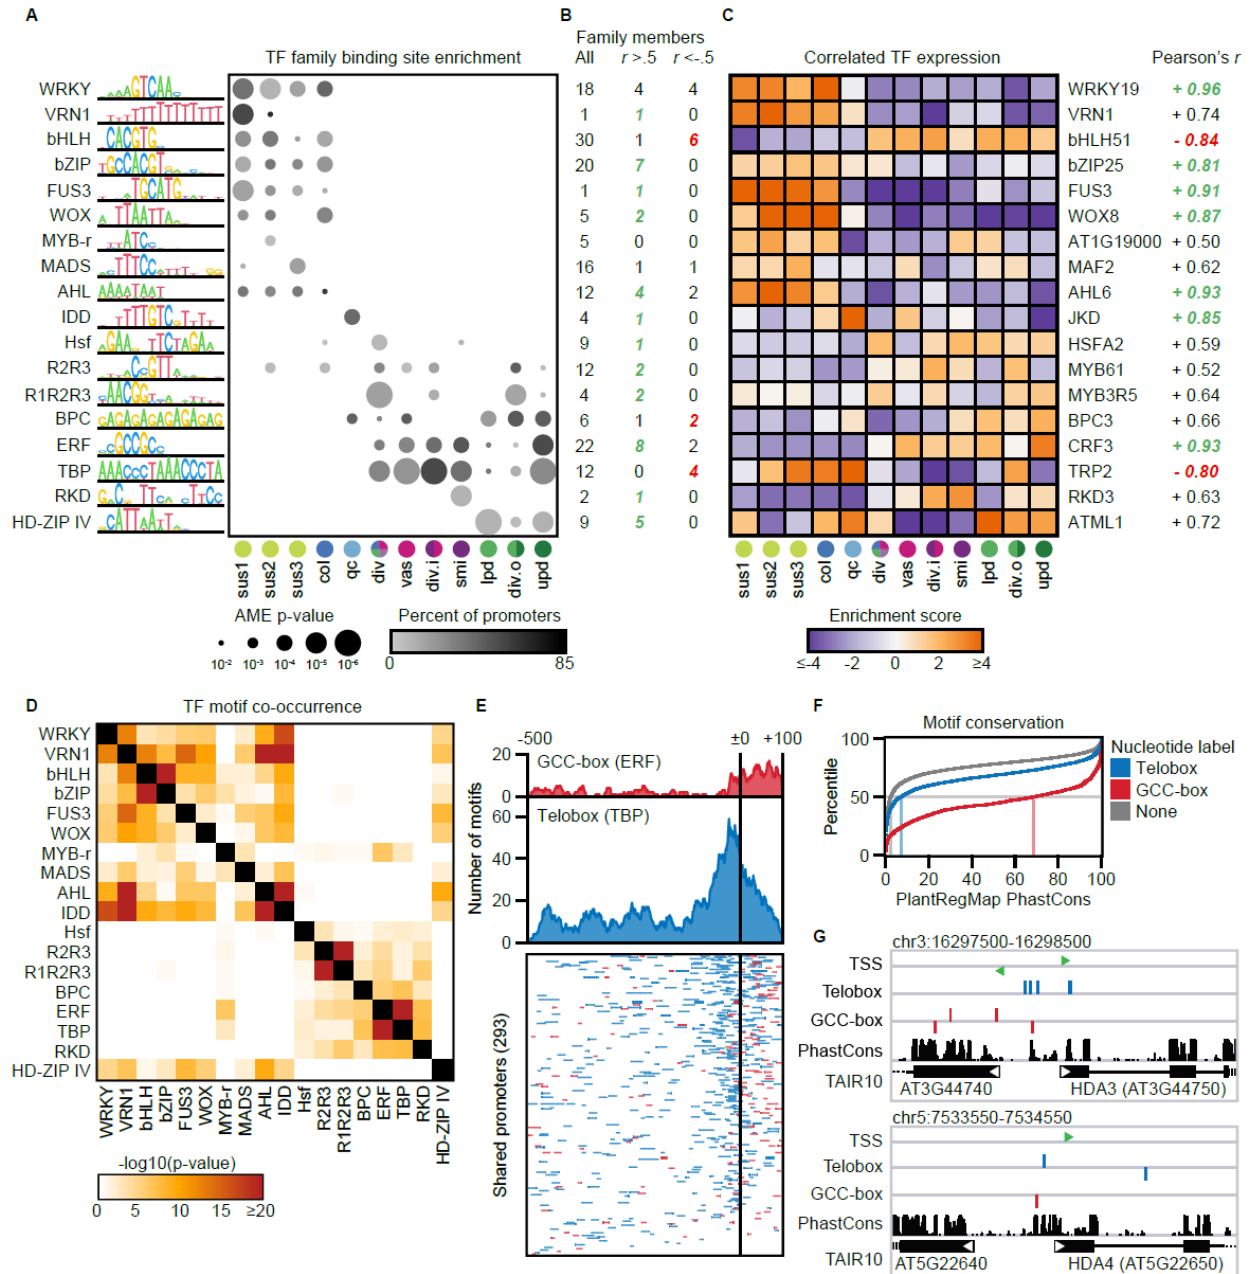 A
B
C
Family members
TF family binding site enrichment
All r >.5 r <-.5
Correlated TF expression
Pearson's r
WRKY 18 4 4 WRKY19 + 0.96
VRN1 1 1 0 VRN1 + 0.74
bHLH 30 1 6 bHLH51 - 0.84
bZIP 20 7 0 bZIP25 + 0.81
FUS3 1 1 0 FUS3 + 0.91
WOX 5 2 0 WOX8 + 0.87
MYB-r 5 0 0 AT1G19000 + 0.50
MADS 16 1 1 MAF2 + 0.62
AHL 12 4 2 AHL6 + 0.93
IDD 4 1 0 JKD + 0.85
Hsf 9 1 0 HSFA2 + 0.59
R2R3 12 2 0 MYB61 + 0.52
R1R2R3 4 2 0 MYB3R5 + 0.64
BPC 6 1 2 BPC3 + 0.66
ERF 22 8 2 CRF3 + 0.93
TBP 12 0 4 TRP2 - 0.80
RKD 2 1 0 RKD3 + 0.63
HD-ZIP IV 9 5 0 ATML1 + 0.72
sus1 sus2 sus3 col qc div vas div.i smi lpd div.o upd
sus1 sus2 sus3 col qc div vas div.i smi lpd div.o upd
AME p-value
10-2 10-3 10-4 10-5 10-6
Percent of promoters
0 85
Enrichment score
≤-4 -2 0 2 ≥4
D
TF motif co-occurrence
WRKY
VRN1
bHLH
bZIP
FUS3
WOX
MYB-r
MADS
AHL
IDD
Hsf
R2R3
R1R2R3
BPC
ERF
TBP
RKD
HD-ZIP IV
WRKY VRN1 bHLH bZIP FUS3 WOX MYB-r MADS AHL IDD Hsf R2R3 R1R2R3 BPC ERF TBP RKD HD-ZIP IV
-log10(p-value)
0 5 10 15 ≥20
E
-500 ±0 +100
20
GCC-box (ERF)
0
60
Telobox (TBP)
40
20
0
Number of motifs
Shared promoters (293)
F
Motif conservation
100
50
0
Percentile
0 20 40 60 80 100
PlantRegMap PhastCons
Nucleotide label
Telobox
GCC-box
None
G
chr3:16297500-16298500
TSS
Telobox
GCC-box
PhastCons
TAIR10
AT3G44740 HDA3 (AT3G44750)
chr5:7533550-7534550
TSS
Telobox
GCC-box
PhastCons
TAIR10
AT5G22640 HDA4 (AT5G22650)